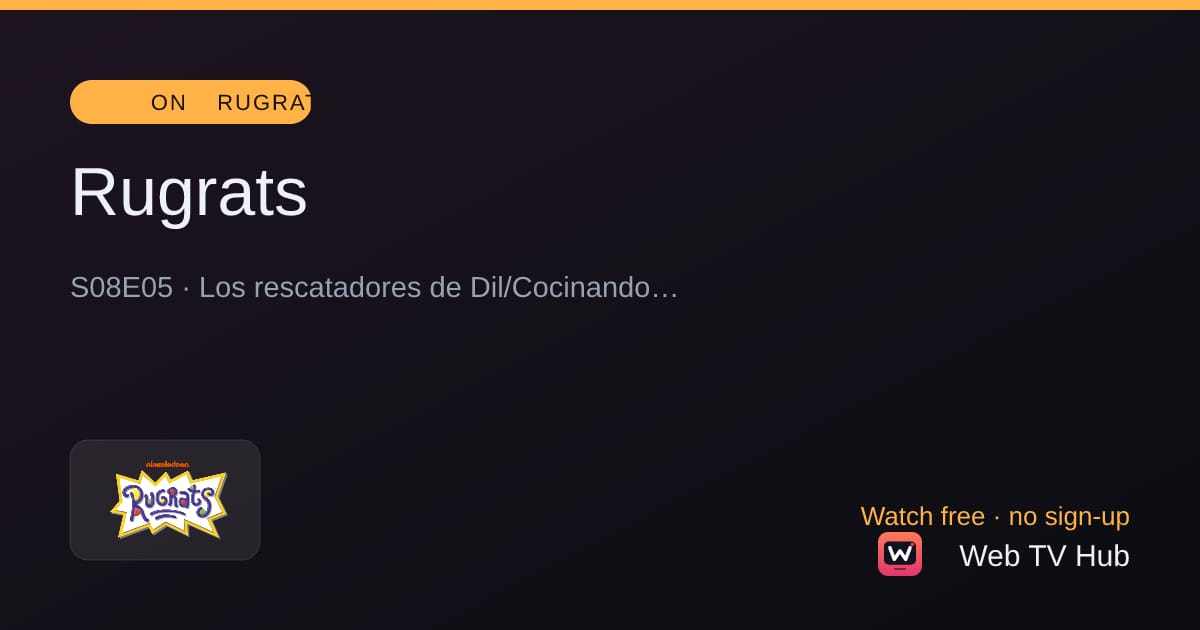 ON RUGRAT
Rugrats
S08E05 · Los rescatadores de Dil/Cocinando…
nickelodeon
RUGRatS
Watch free · no sign-up
W
Web TV Hub